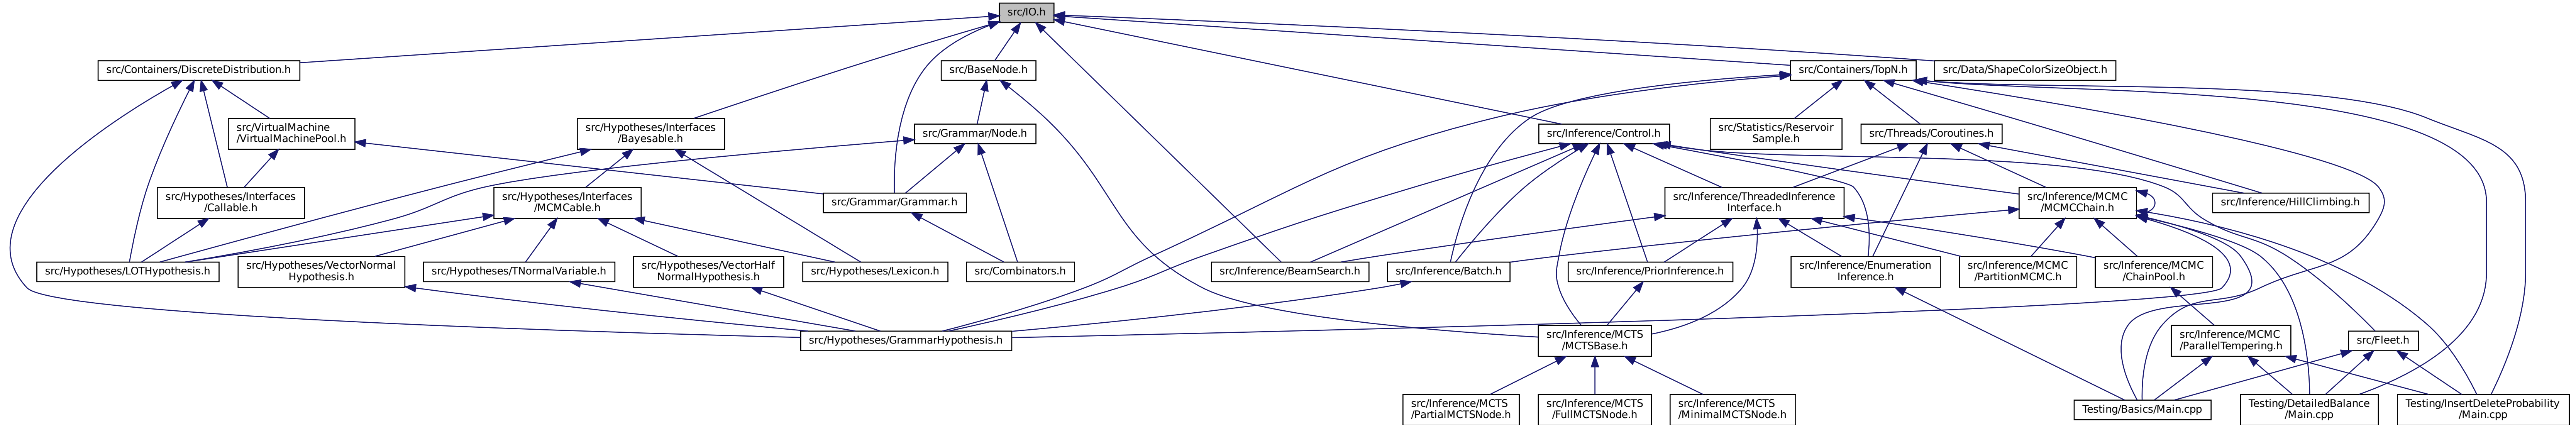 src/IO.h
src/Containers/DiscreteDistribution.h
src/BaseNode.h
src/Containers/TopN.h
src/Data/ShapeColorSizeObject.h
src/VirtualMachine
/VirtualMachinePool.h
src/Hypotheses/Interfaces
/Bayesable.h
src/Grammar/Node.h
src/Inference/Control.h
src/Statistics/Reservoir
Sample.h
src/Threads/Coroutines.h
src/Hypotheses/Interfaces
/Callable.h
src/Hypotheses/Interfaces
/MCMCable.h
src/Grammar/Grammar.h
src/Inference/ThreadedInference
Interface.h
src/Inference/MCMC
/MCMCChain.h
src/Inference/HillClimbing.h
src/Hypotheses/LOTHypothesis.h
src/Hypotheses/VectorNormal
Hypothesis.h
src/Hypotheses/TNormalVariable.h
src/Hypotheses/VectorHalf
NormalHypothesis.h
src/Hypotheses/Lexicon.h
src/Combinators.h
src/Inference/BeamSearch.h
src/Inference/Batch.h
src/Inference/PriorInference.h
src/Inference/Enumeration
Inference.h
src/Inference/MCMC
/PartitionMCMC.h
src/Inference/MCMC
/ChainPool.h
src/Hypotheses/GrammarHypothesis.h
src/Inference/MCTS
/MCTSBase.h
src/Inference/MCMC
/ParallelTempering.h
src/Fleet.h
src/Inference/MCTS
/PartialMCTSNode.h
src/Inference/MCTS
/FullMCTSNode.h
src/Inference/MCTS
/MinimalMCTSNode.h
Testing/Basics/Main.cpp
Testing/DetailedBalance
/Main.cpp
Testing/InsertDeleteProbability
/Main.cpp